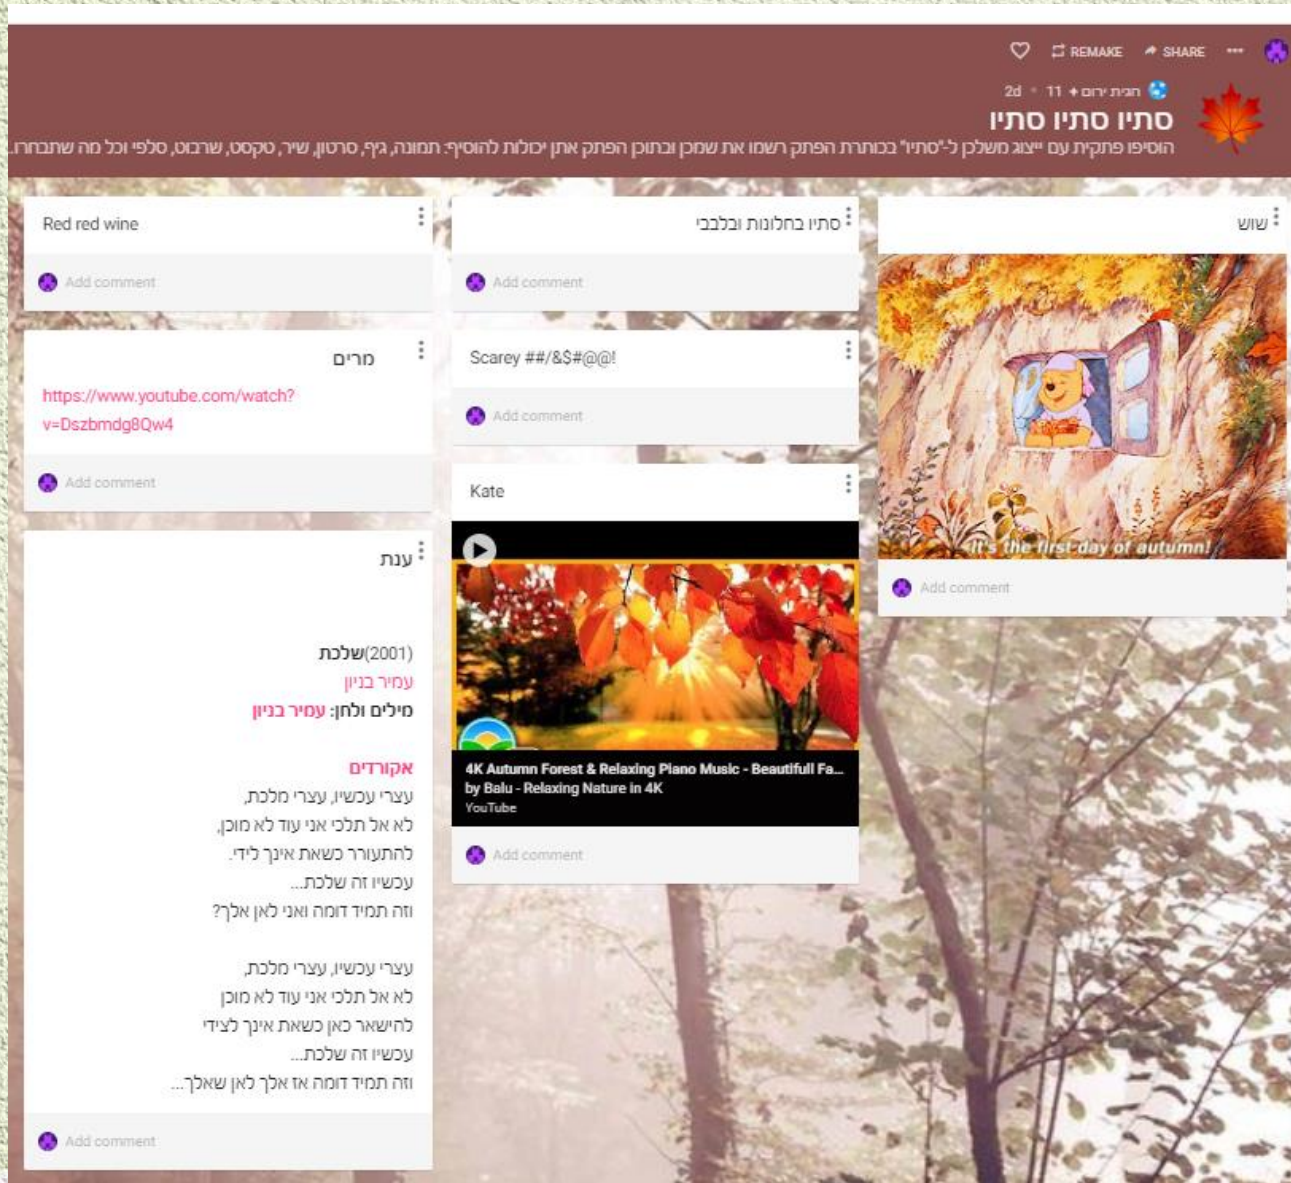 REMAKE SHARE
חגית ירום + 11 • 2d
סתיו סתיו סתיו
הוסיפו פתקית עם ייצוג משלכן ל-"סתיו" בכותרת הפתק רשמו את שמכן ובתוכן הפתק אתן יכולות להוסיף: תמונה, גיף, סרטון, שיר, טקסט, שרבוט, סלפי וכל מה שתבחרו.
Red red wine
Add comment
מרים
https://www.youtube.com/watch?
v=Dszbmdg8Qw4
Add comment
ענת
(2001)שלכת
עמיר בניון
מילים ולחן: עמיר בניון
אקורדים
עצרי עכשיו, עצרי מלכת,
לא אל תלכי אני עוד לא מוכן,
להתעורר כשאת אינך לידי.
עכשיו זה שלכת...
וזה תמיד דומה ואני לאן אלך?
עצרי עכשיו, עצרי מלכת,
לא אל תלכי אני עוד לא מוכן
להישאר כאן כשאת אינך לצידי
עכשיו זה שלכת...
וזה תמיד דומה אז אלך לאן שאלך...
Add comment
סתיו בחלונות ובלבבי
Add comment
Scarey ##/&$#@@!
Add comment
Kate
4K Autumn Forest & Relaxing Piano Music - Beautifull Fa...
by Balu - Relaxing Nature in 4K
YouTube
Add comment
שוש
It's the first day of autumn!
Add comment